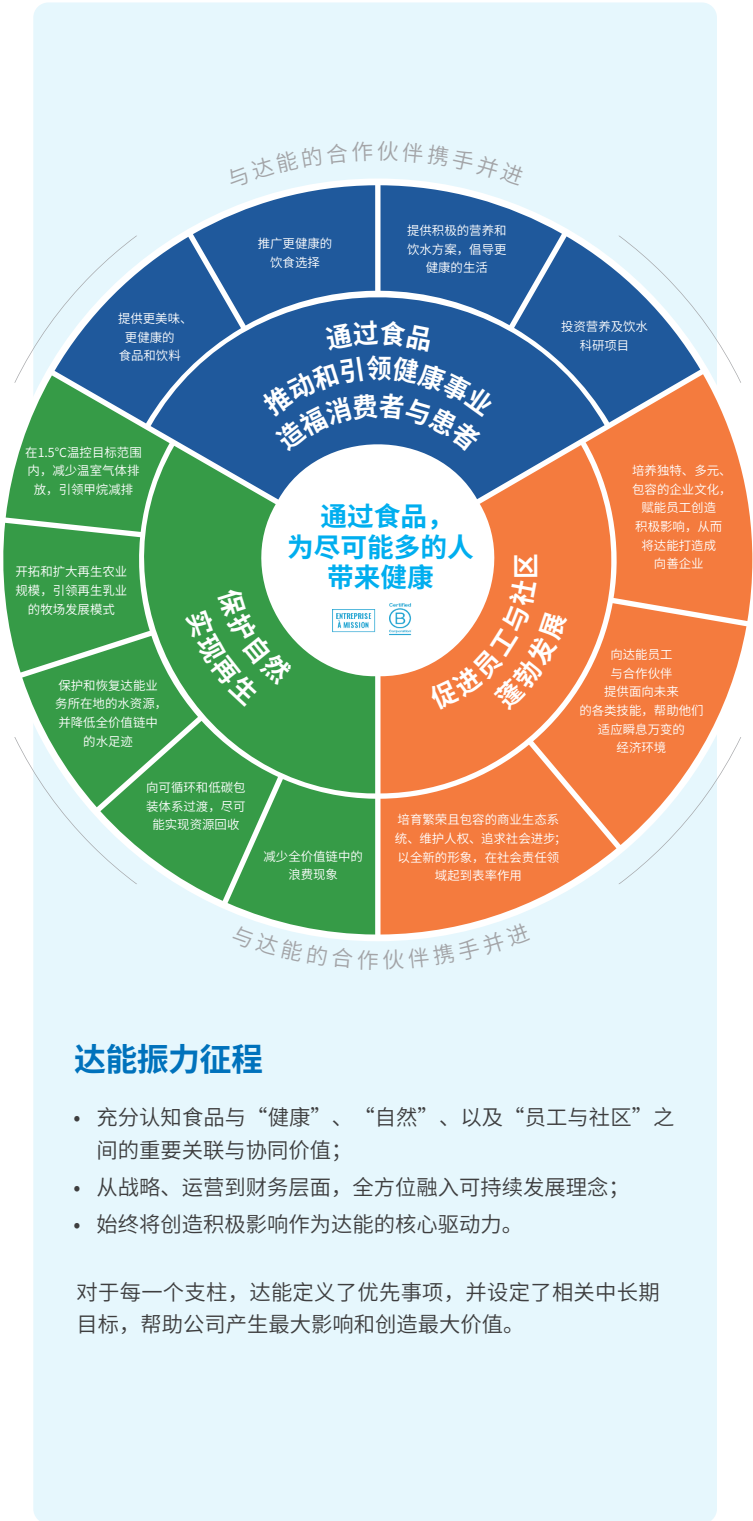 与达能的合作伙伴携手并进
推广更健康的
饮食选择
提供积极的营养和
饮水方案，倡导更
健康的生活
提供更美味、
更健康的
食品和饮料
投资营养及饮水
科研项目
通过食品
推动和引领健康事业
造福消费者与患者
在1.5℃温控目标范围
内，减少温室气体排
放，引领甲烷减排
开拓和扩大再生农业
规模，引领再生乳业
的牧场发展模式
保护和恢复达能业
务所在地的水资源，
并降低全价值链中
的水足迹
向可循环和低碳包
装体系过渡，尽可
能实现资源回收
减少全价值链中的
浪费现象
保护自然
实现再生
通过食品，
为尽可能多的人
带来健康
ENTREPRISE
À MISSION
Certified
B
Corporation
促进员工与社区
蓬勃发展
培养独特、多元、
包容的企业文化，
赋能员工创造
积极影响，从而
将达能打造成
向善企业
向达能员工
与合作伙伴
提供面向未来
的各类技能，帮助他们
适应瞬息万变的
经济环境
培育繁荣且包容的商业生态系
统、维护人权、追求社会进步；
以全新的形象，在社会责任领
域起到表率作用
与达能的合作伙伴携手并进
达能振力征程
• 充分认知食品与“健康”、“自然”、以及“员工与社区”之
间的重要关联与协同价值；
• 从战略、运营到财务层面，全方位融入可持续发展理念；
• 始终将创造积极影响作为达能的核心驱动力。
对于每一个支柱，达能定义了优先事项，并设定了相关中长期
目标，帮助公司产生最大影响和创造最大价值。